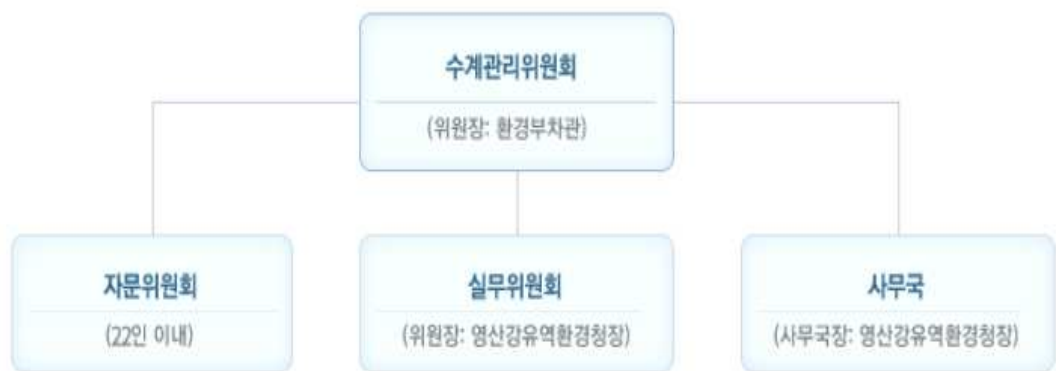 수계관리위원회
(위원장: 환경부차관)
자문위원회
(22인 이내)
실무위원회
(위원장: 영산강유역환경청장)
사무국
(사무국장: 영산강유역환경청장)